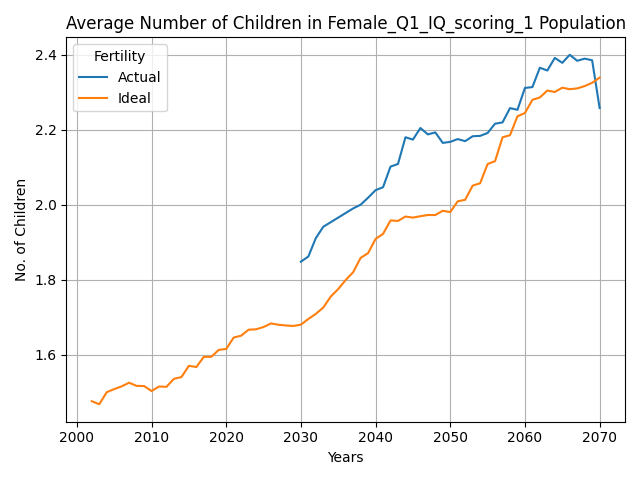 Average Number of Children in Female_Q1_IQ_scoring_1 Population
Fertility
Actual
Ideal
No. of Children
2.4
2.2
2.0
1.8
1.6
2000 2010 2020 2030 2040 2050 2060 2070
Years